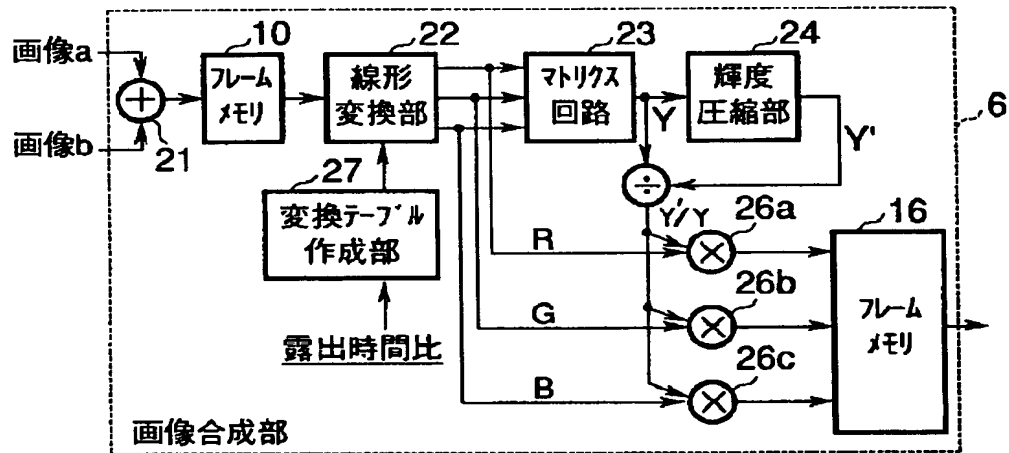 画像a
画像b
21
10
ﾌﾚｰﾑ
ﾒﾓﾘ
22
線形
変換部
23
ﾏﾄﾘｸｽ
回路
24
輝度
圧縮部
6
Y
Y'
÷
Y'/Y
27
変換ﾃｰﾌﾞﾙ
作成部
露出時間比
R
G
B
26a
26b
26c
16
ﾌﾚｰﾑ
ﾒﾓﾘ
画像合成部